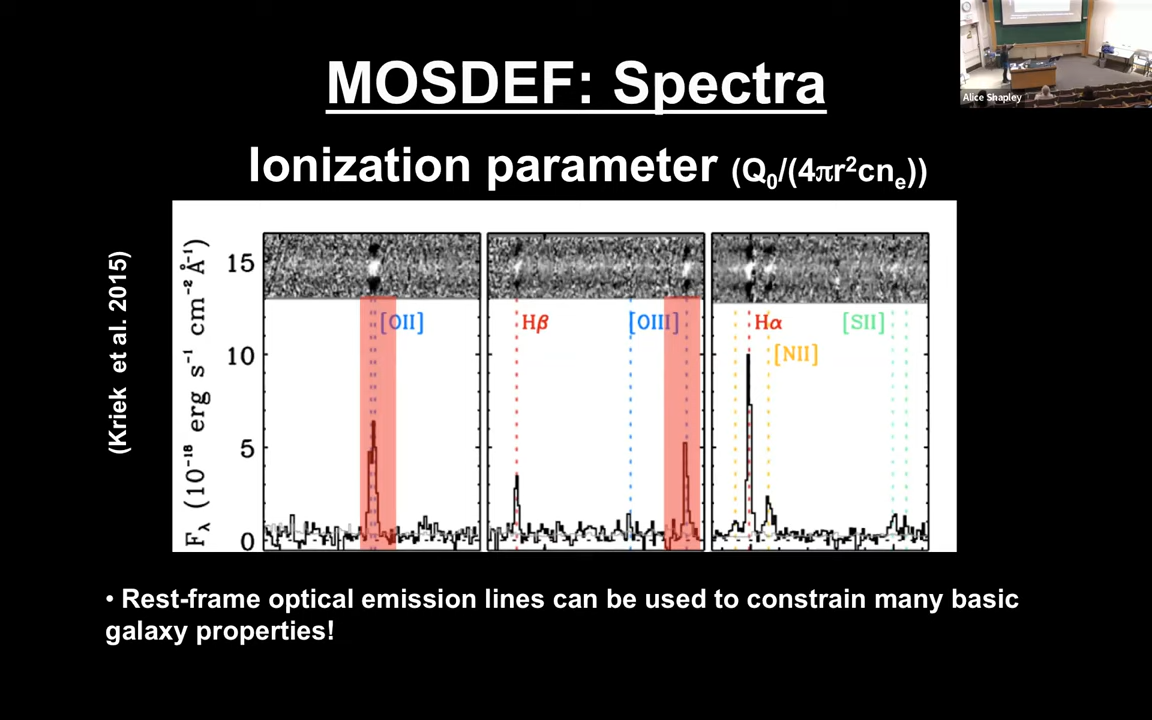 MOSDEF: Spectra
Alice Shapley
Ionization parameter (Q₀/(4πr²cnₑ))
(Kriek et al. 2015)
F_λ (10⁻¹⁸ erg s⁻¹ cm⁻² Å⁻¹)
15
10
5
0
[OII]
Hβ
[OIII]
Hα
[NII]
[SII]
• Rest-frame optical emission lines can be used to constrain many basic
galaxy properties!